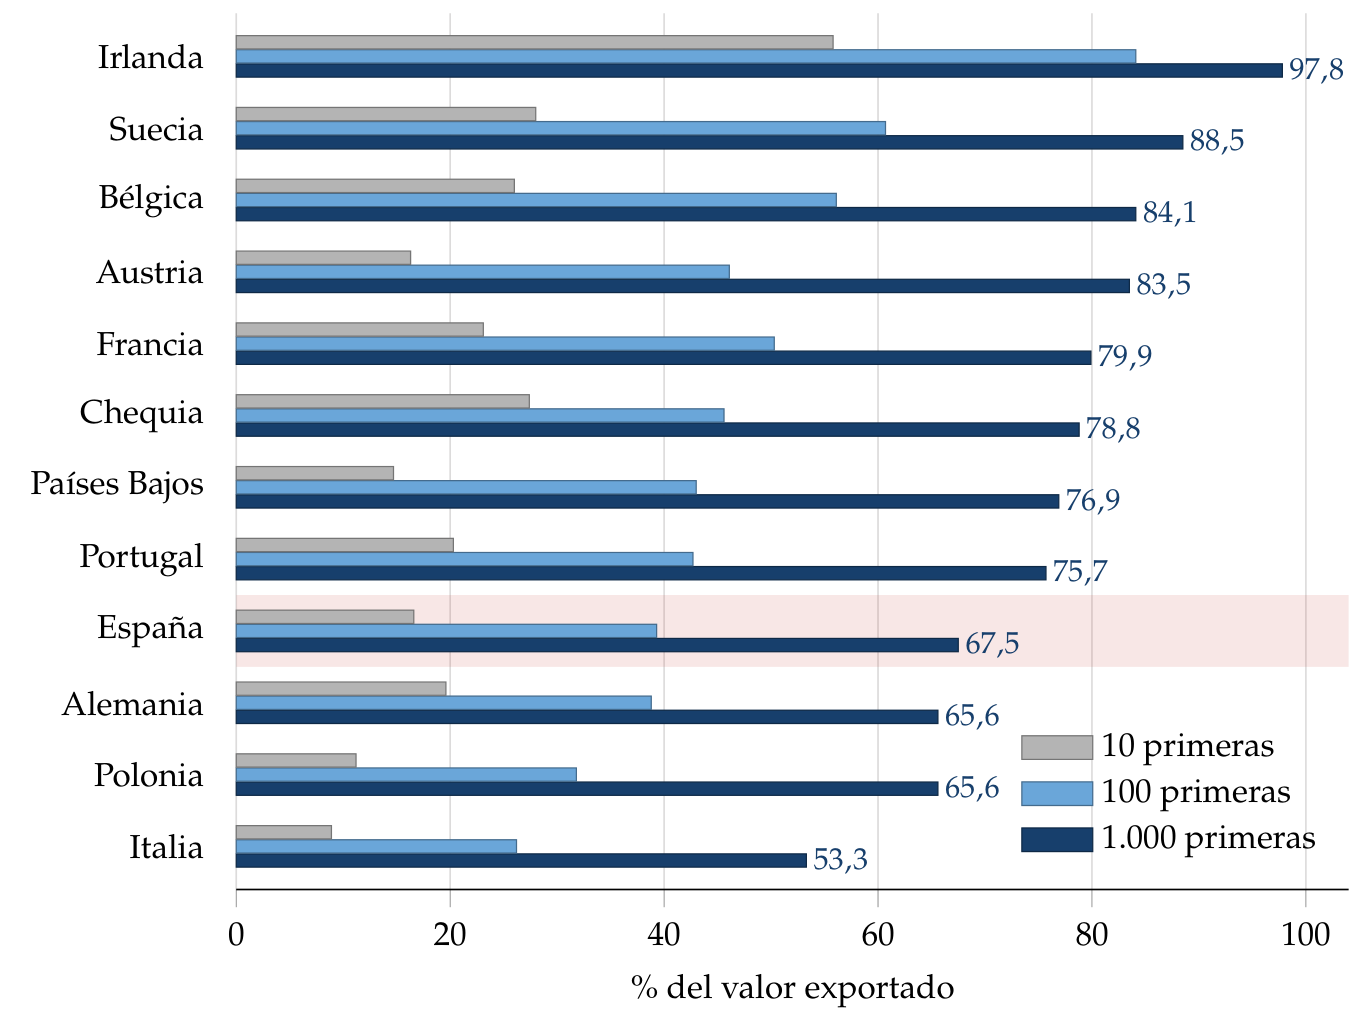 Irlanda 97,8
Suecia 88,5
Bélgica 84,1
Austria 83,5
Francia 79,9
Chequia 78,8
Países Bajos 76,9
Portugal 75,7
España 67,5
Alemania 65,6
Polonia 65,6
Italia 53,3
10 primeras
100 primeras
1.000 primeras
0 20 40 60 80 100
% del valor exportado